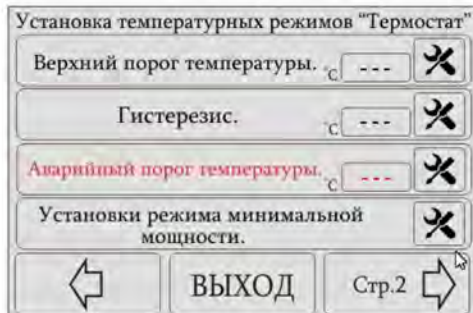 Установка температурных режимов “Термостат”
Верхний порог температуры. °C ---
Гистерезис. °C ---
Аварийный порог температуры. °C ---
Установки режима минимальной
мощности.
ВЫХОД Стр.2